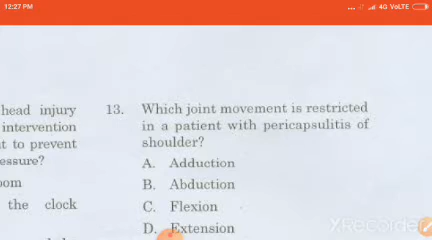 12:27 PM
4G VoLTE
head injury
intervention
to prevent
essure?
the clock
13. Which joint movement is restricted
in a patient with pericapsulitis of
shoulder?
A. Adduction
B. Abduction
C. Flexion
D. Extension
XRecorder